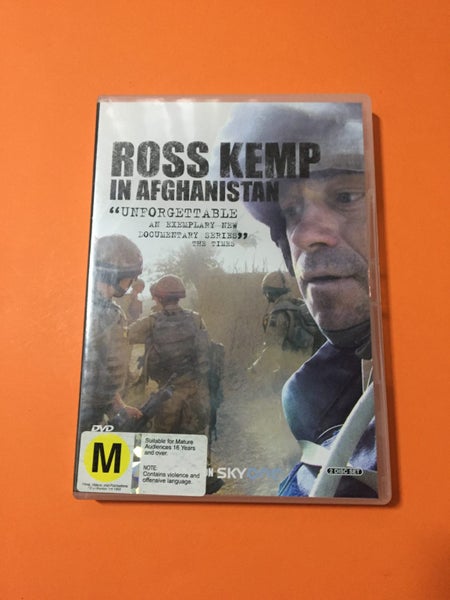 ROSS KEMP
IN AFGHANISTAN
“UNFORGETTABLE
AN EXEMPLARY NEW
DOCUMENTARY SERIES”
THE TIMES
DVD
M
Suitable for Mature
Audiences 16 Years
and over.
NOTE:
Contains violence and
offensive language.
SKY
2 DISC SET